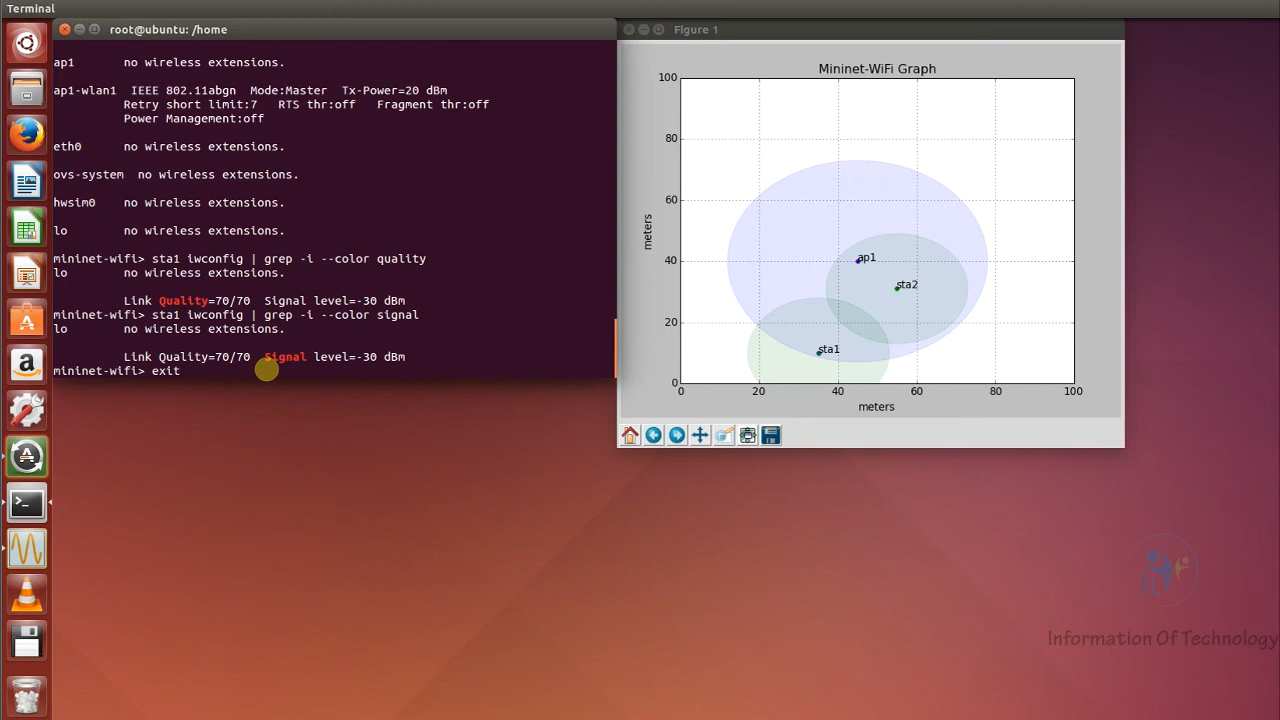 Terminal
root@ubuntu: /home
ap1 no wireless extensions.
ap1-wlan1 IEEE 802.11abgn Mode:Master Tx-Power=20 dBm
Retry short limit:7 RTS thr:off Fragment thr:off
Power Management:off
eth0 no wireless extensions.
ovs-system no wireless extensions.
hwsim0 no wireless extensions.
lo no wireless extensions.
mininet-wifi> sta1 iwconfig | grep -i --color quality
lo no wireless extensions.
Link Quality=70/70 Signal level=-30 dBm
mininet-wifi> sta1 iwconfig | grep -i --color signal
lo no wireless extensions.
Link Quality=70/70 Signal level=-30 dBm
mininet-wifi> exit
Figure 1
Mininet-WiFi Graph
100
80
60
40
20
0
meters
ap1
sta2
sta1
0 20 40 60 80 100
meters
Information Of Technology